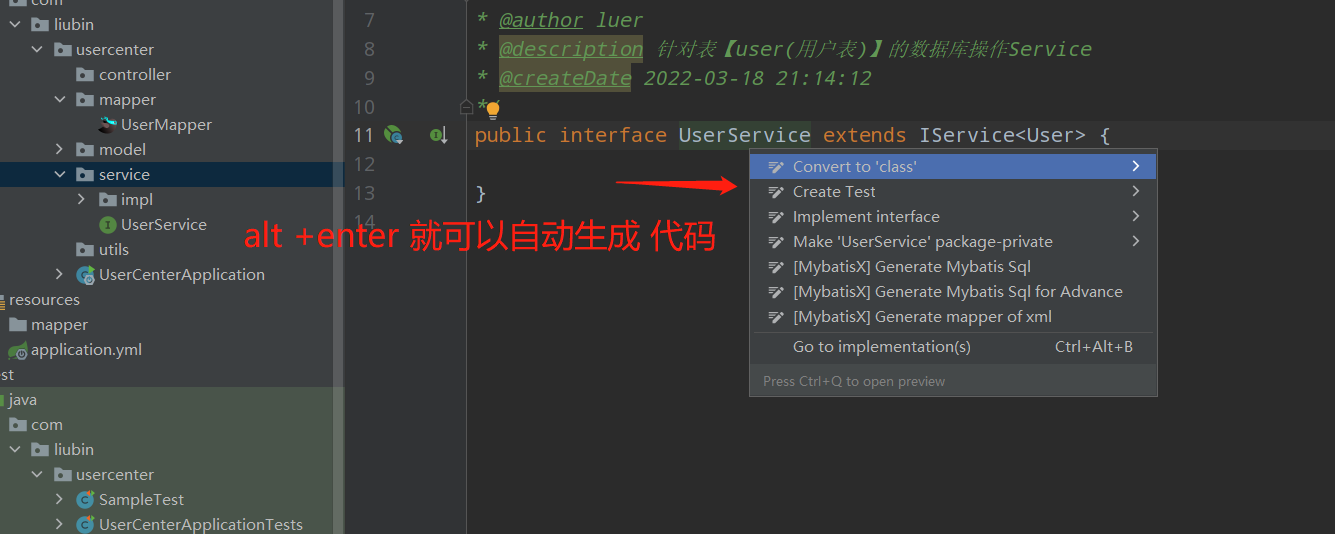 com
liubin
usercenter
controller
mapper
UserMapper
model
service
impl
UserService
utils
UserCenterApplication
resources
mapper
application.yml
st
java
com
liubin
usercenter
SampleTest
UserCenterApplicationTests
7 * @author luer
8 * @description 针对表【user(用户表)】的数据库操作Service
9 * @createDate 2022-03-18 21:14:12
10 */
11 public interface UserService extends IService<User> {
12
13 }
14
alt +enter 就可以自动生成 代码
Convert to 'class'
Create Test
Implement interface
Make 'UserService' package-private
[MybatisX] Generate Mybatis Sql
[MybatisX] Generate Mybatis Sql for Advance
[MybatisX] Generate mapper of xml
Go to implementation(s) Ctrl+Alt+B
Press Ctrl+Q to open preview